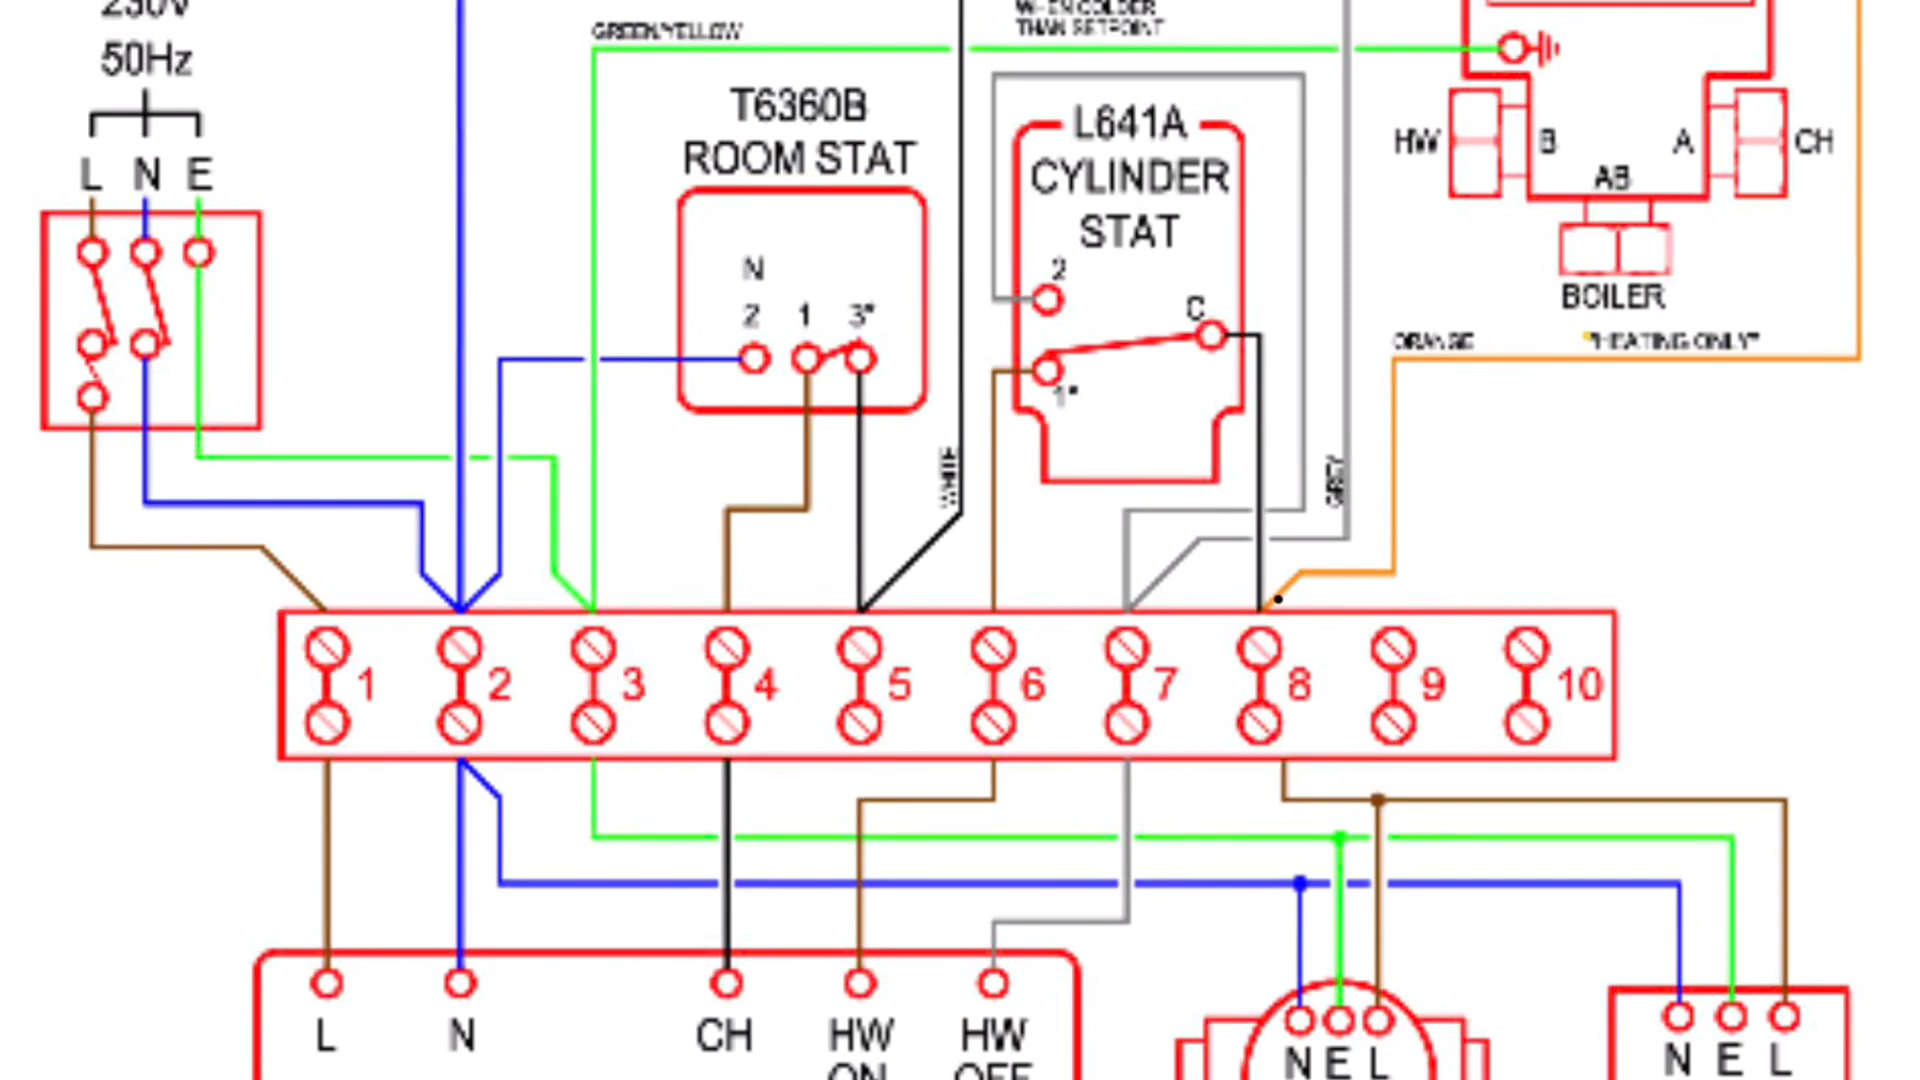 230V
50Hz
L N E
GREEN/YELLOW
WHEN COLDER
THAN SETPOINT
T6360B
ROOM STAT
N
2 1 3*
L641A
CYLINDER
STAT
2
C
1*
WHITE
GREY
HW
B
A
CH
AB
BOILER
ORANGE
"HEATING ONLY"
1 2 3 4 5 6 7 8 9 10
L N CH HW HW
ON OFF
N E L
N E L